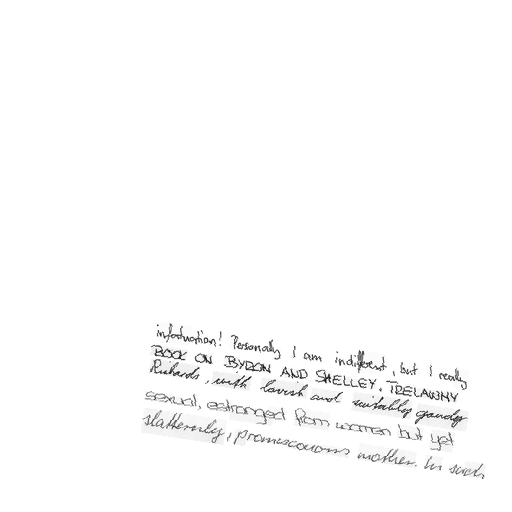 infatuation! Personally I am indifferent, but I really
BOOK ON BYRON AND SHELLEY. TRELAWNY
Richards, with lavish and suitably gaudy
sexual, estranged from women but yet
slatternly, promiscuous mother. In such